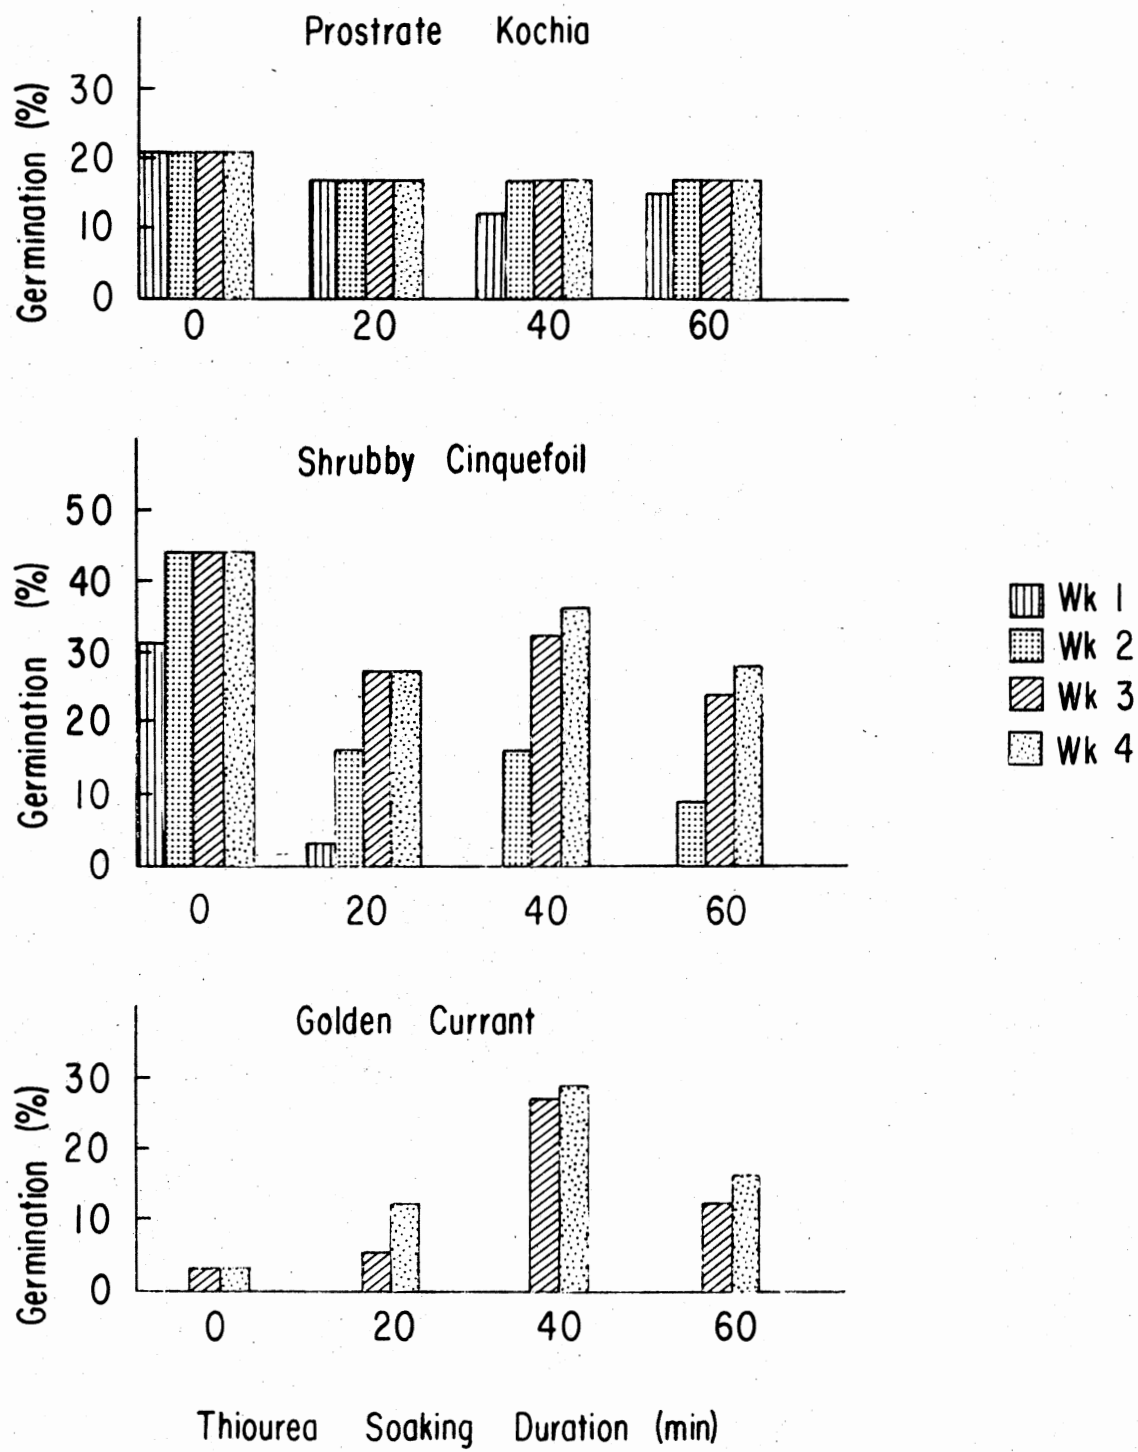 Prostrate Kochia
Germination (%)
30
20
10
0
0 20 40 60
Shrubby Cinquefoil
Germination (%)
50
40
30
20
10
0
0 20 40 60
Wk 1
Wk 2
Wk 3
Wk 4
Golden Currant
Germination (%)
30
20
10
0
0 20 40 60
Thiourea Soaking Duration (min)